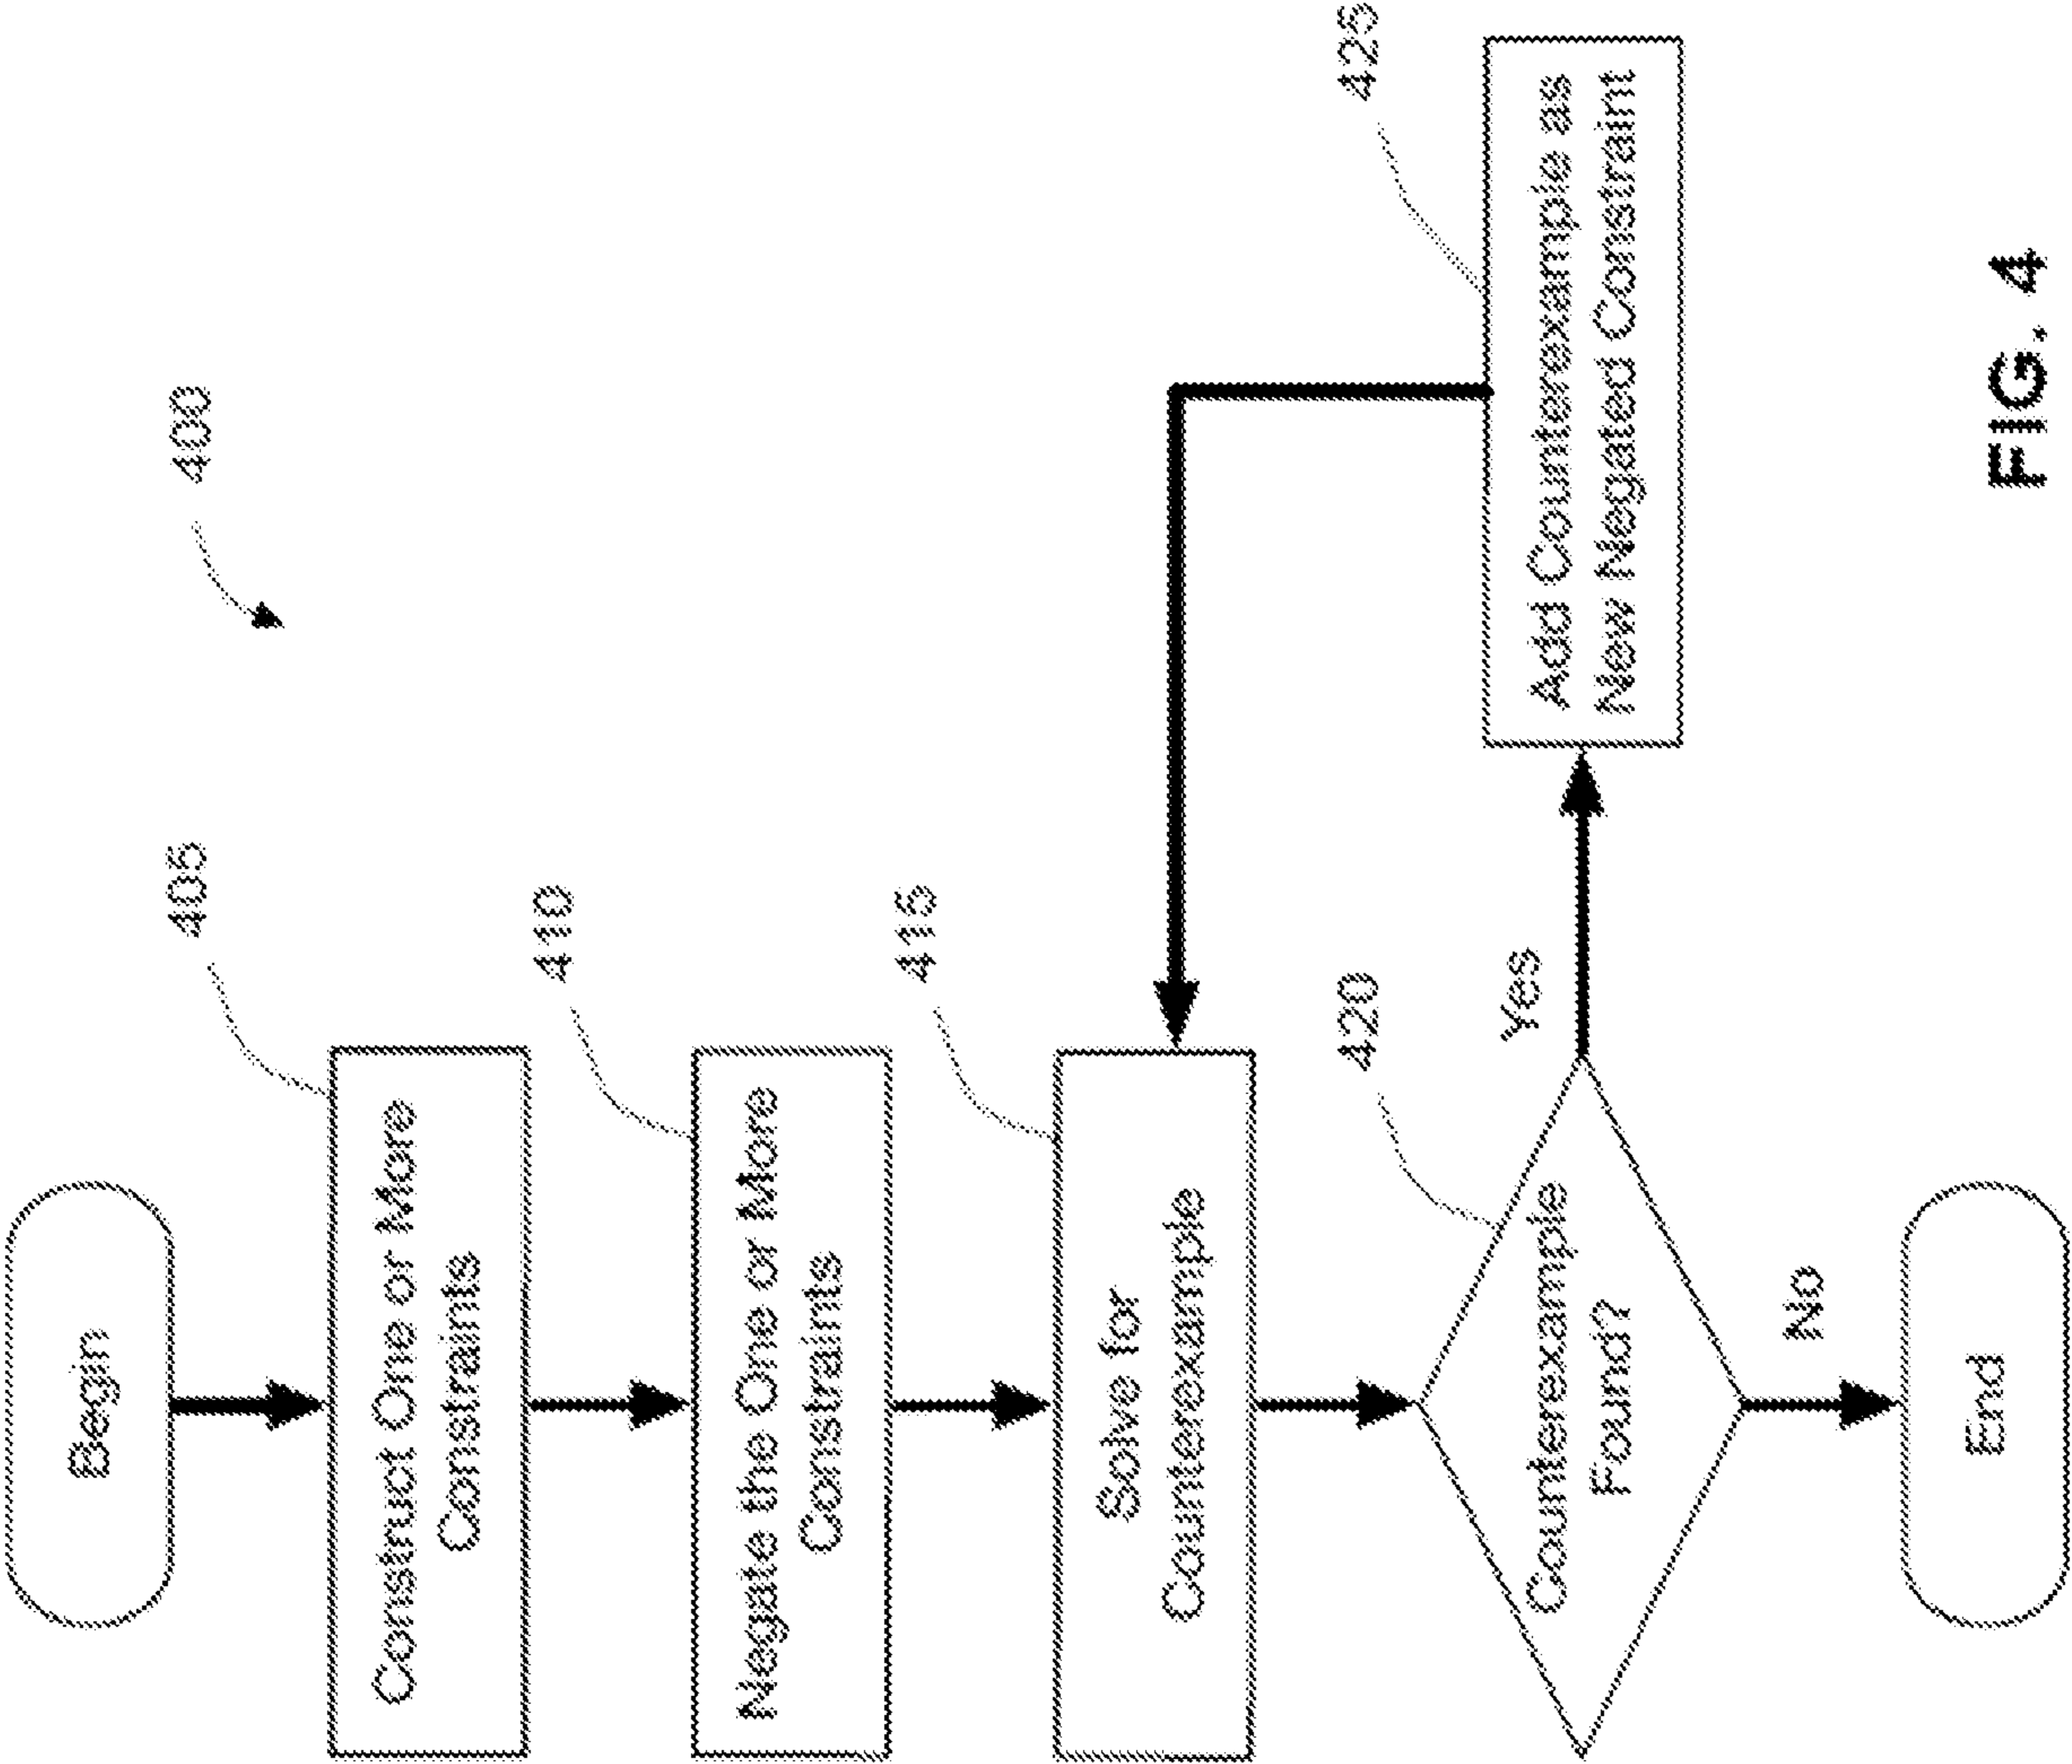 400
Begin
405
Construct One or More
Constraints
410
Negate the One or More
Constraints
415
Solve for
Counterexample
420
Counterexample
Found?
Yes
425
Add Counterexample as
New Negated Constraint
No
End
FIG. 4